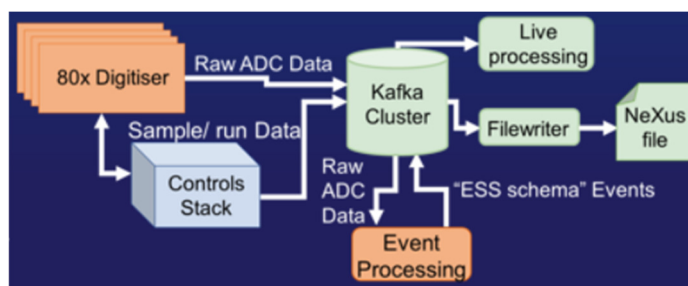 80x Digitiser
Raw ADC Data
Kafka
Cluster
Live
processing
Filewriter
NeXus
file
Sample/ run Data
Controls
Stack
Raw
ADC
Data
“ESS schema” Events
Event
Processing